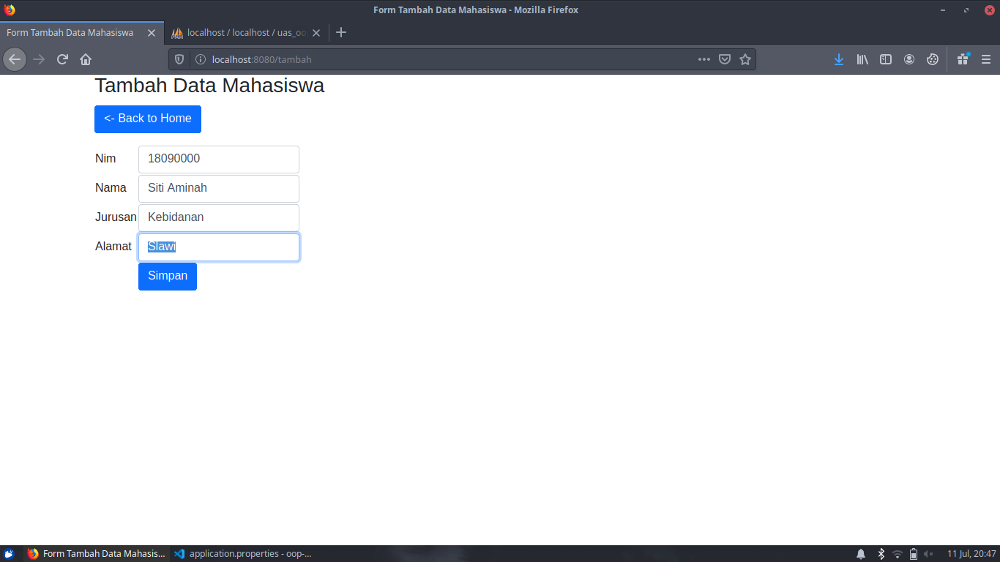 Form Tambah Data Mahasiswa - Mozilla Firefox
Form Tambah Data Mahasiswa
localhost / localhost / uas_oo
localhost:8080/tambah
Tambah Data Mahasiswa
<- Back to Home
Nim 18090000
Nama Siti Aminah
Jurusan Kebidanan
Alamat Slawi
Simpan
Form Tambah Data Mahasis... application.properties - oop-... 11 Jul, 20:47